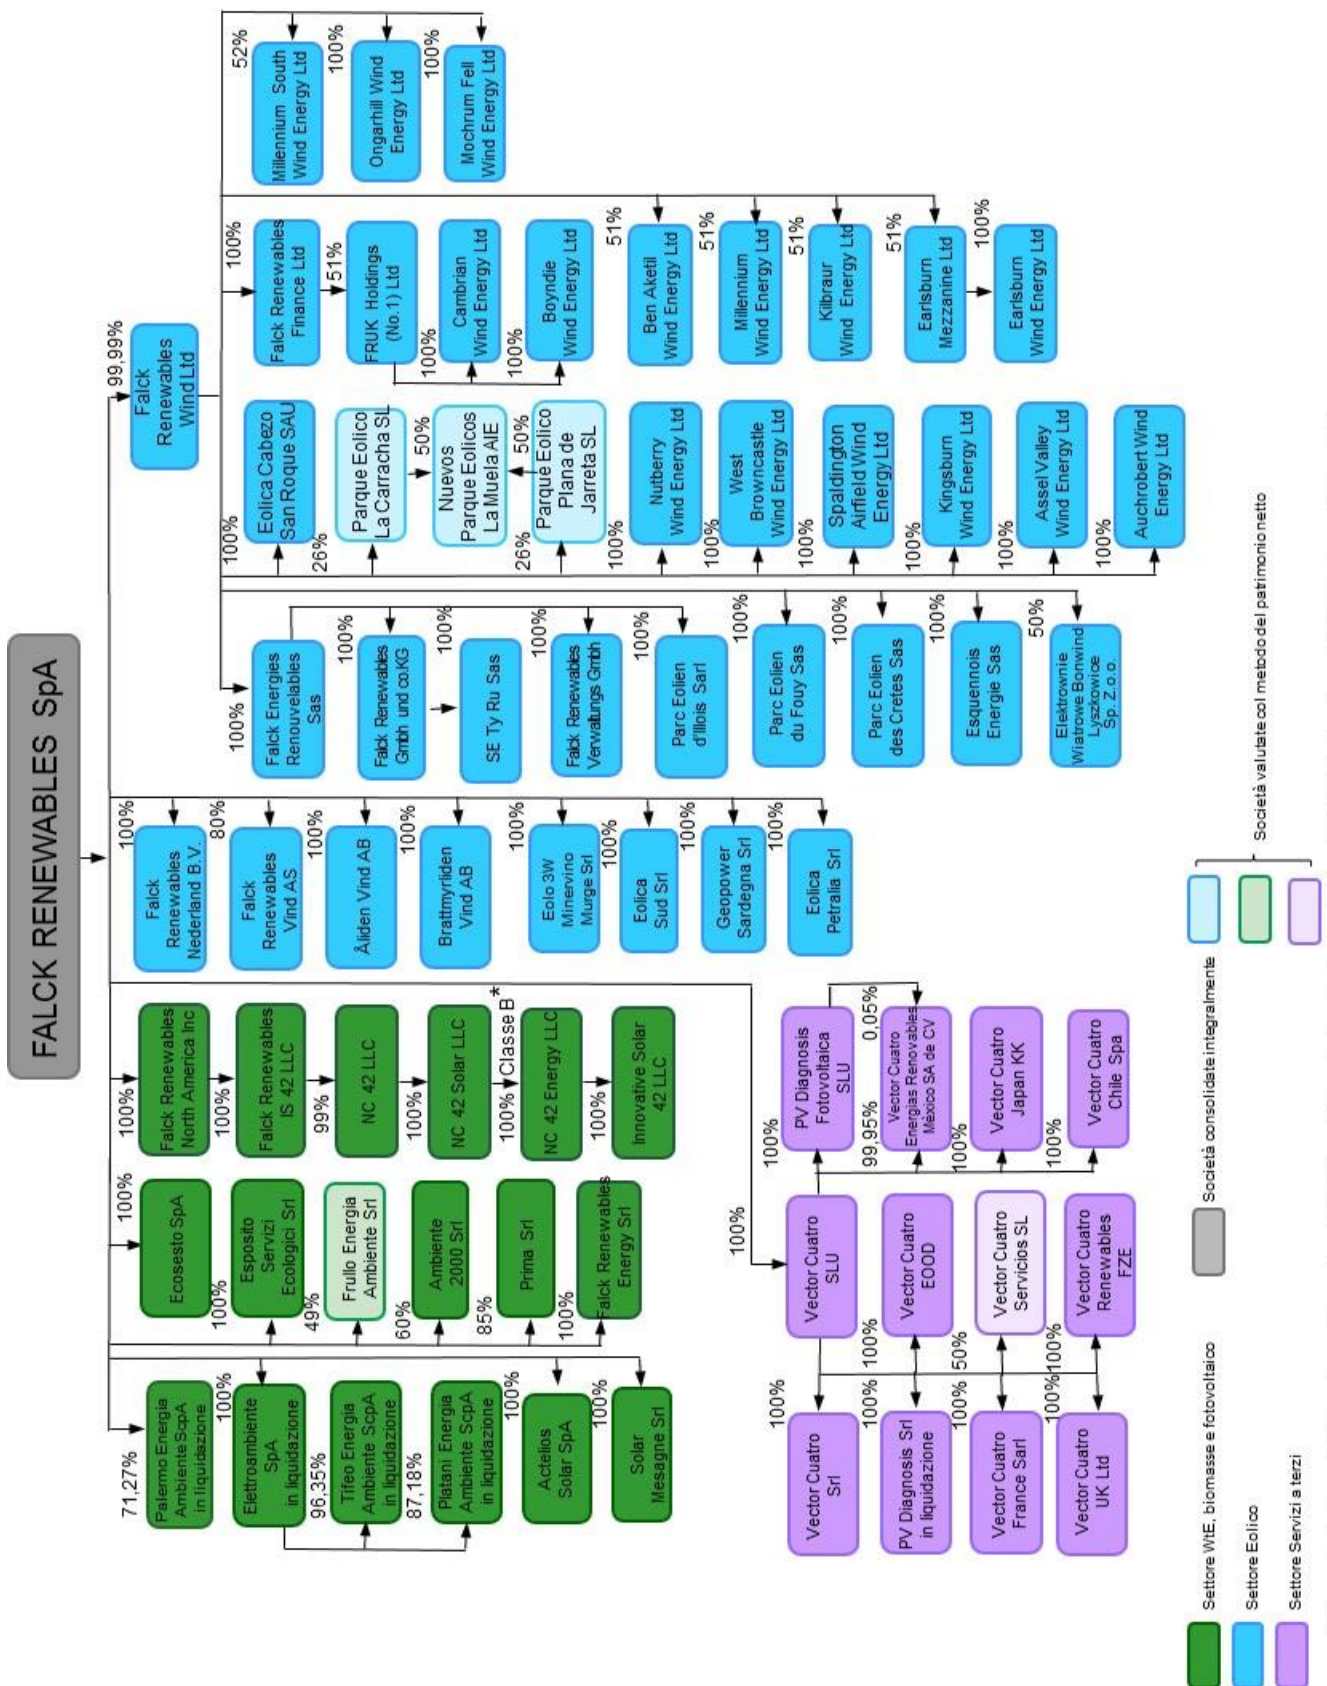 FALCK RENEWABLES SpA
71,27%
Palermo Energia
Ambiente ScpA
in liquidazione
100%
Elettroambiente
SpA
in liquidazione
96,35%
Tifeo Energia
Ambiente ScpA
in liquidazione
87,18%
Platani Energia
Ambiente ScpA
in liquidazione
100%
Actelios
Solar SpA
100%
Solar
Mesagne Srl
100%
Ecosesto SpA
100%
Esposito
Servizi
Ecologici Srl
49%
Frullo Energia
Ambiente Srl
60%
Ambiente
2000 Srl
85%
Prima Srl
100%
Falck Renewables
Energy Srl
100%
Falck Renewables
North America Inc
100%
Falck Renewables
IS 42 LLC
99%
NC 42 LLC
100%
NC 42 Solar LLC
100% Classe B *
NC 42 Energy LLC
100%
Innovative Solar
42 LLC
100%
Vector Cuatro
SLU
100%
Vector Cuatro
Srl
100%
PV Diagnosis Srl
in liquidazione
100%
Vector Cuatro
France Sarl
100%
Vector Cuatro
UK Ltd
100%
Vector Cuatro
EOOD
50%
Vector Cuatro
Servicios SL
100%
Vector Cuatro
Renewables
FZE
100%
PV Diagnosis
Fotovoltaica
SLU
99,95%
0,05%
Vector Cuatro
Energias Renovables
México SA de CV
100%
Vector Cuatro
Japan KK
100%
Vector Cuatro
Chile Spa
100%
Falck
Renewables
Nederland B.V.
80%
Falck
Renewables
Vind AS
100%
Åliden Vind AB
100%
Brattmyrliden
Vind AB
100%
Eolo 3W
Minervino
Murge Srl
100%
Eolica
Sud Srl
100%
Geopower
Sardegna Srl
100%
Eolica
Petralia Srl
99,99%
Falck
Renewables
Wind Ltd
100%
Falck Energies
Renouvelables
Sas
100%
Falck Renewables
Gmbh und co.KG
100%
SE Ty Ru Sas
100%
Falck Renewables
Verwaltungs Gmbh
100%
Parc Eolien
d'Illois Sarl
100%
Parc Eolien
du Fouy Sas
100%
Parc Eolien
des Cretes Sas
100%
Esquennois
Energie Sas
50%
Elektrownie
Wiatrowe Bonwind
Lyszkowice
Sp. Z.o.o.
100%
Eolica Cabezo
San Roque SAU
26%
Parque Eolico
La Carracha SL
50%
Nuevos
Parque Eolicos
La Muela AIE
50%
26%
Parque Eolico
Plana de
Jarreta SL
100%
Nutberry
Wind Energy Ltd
100%
West
Browncastle
Wind Energy Ltd
100%
Spaldington
Airfield Wind
Energy Ltd
100%
Kingsburn
Wind Energy Ltd
100%
Assel Valley
Wind Energy Ltd
100%
Auchrobert Wind
Energy Ltd
100%
Falck Renewables
Finance Ltd
51%
FRUK Holdings
(No.1) Ltd
100%
Cambrian
Wind Energy Ltd
100%
Boyndie
Wind Energy Ltd
51%
Ben Aketil
Wind Energy Ltd
51%
Millennium
Wind Energy Ltd
51%
Kilbraur
Wind Energy Ltd
51%
Earlsburn
Mezzanine Ltd
100%
Earlsburn
Wind Energy Ltd
52%
Millennium South
Wind Energy Ltd
100%
Ongarhill Wind
Energy Ltd
100%
Mochrum Fell
Wind Energy Ltd
Settore WtE, biomasse e fotovoltaico
Settore Eolico
Settore Servizi a terzi
Società consolidate integralmente
Società valutate col metodo del patrimonio netto